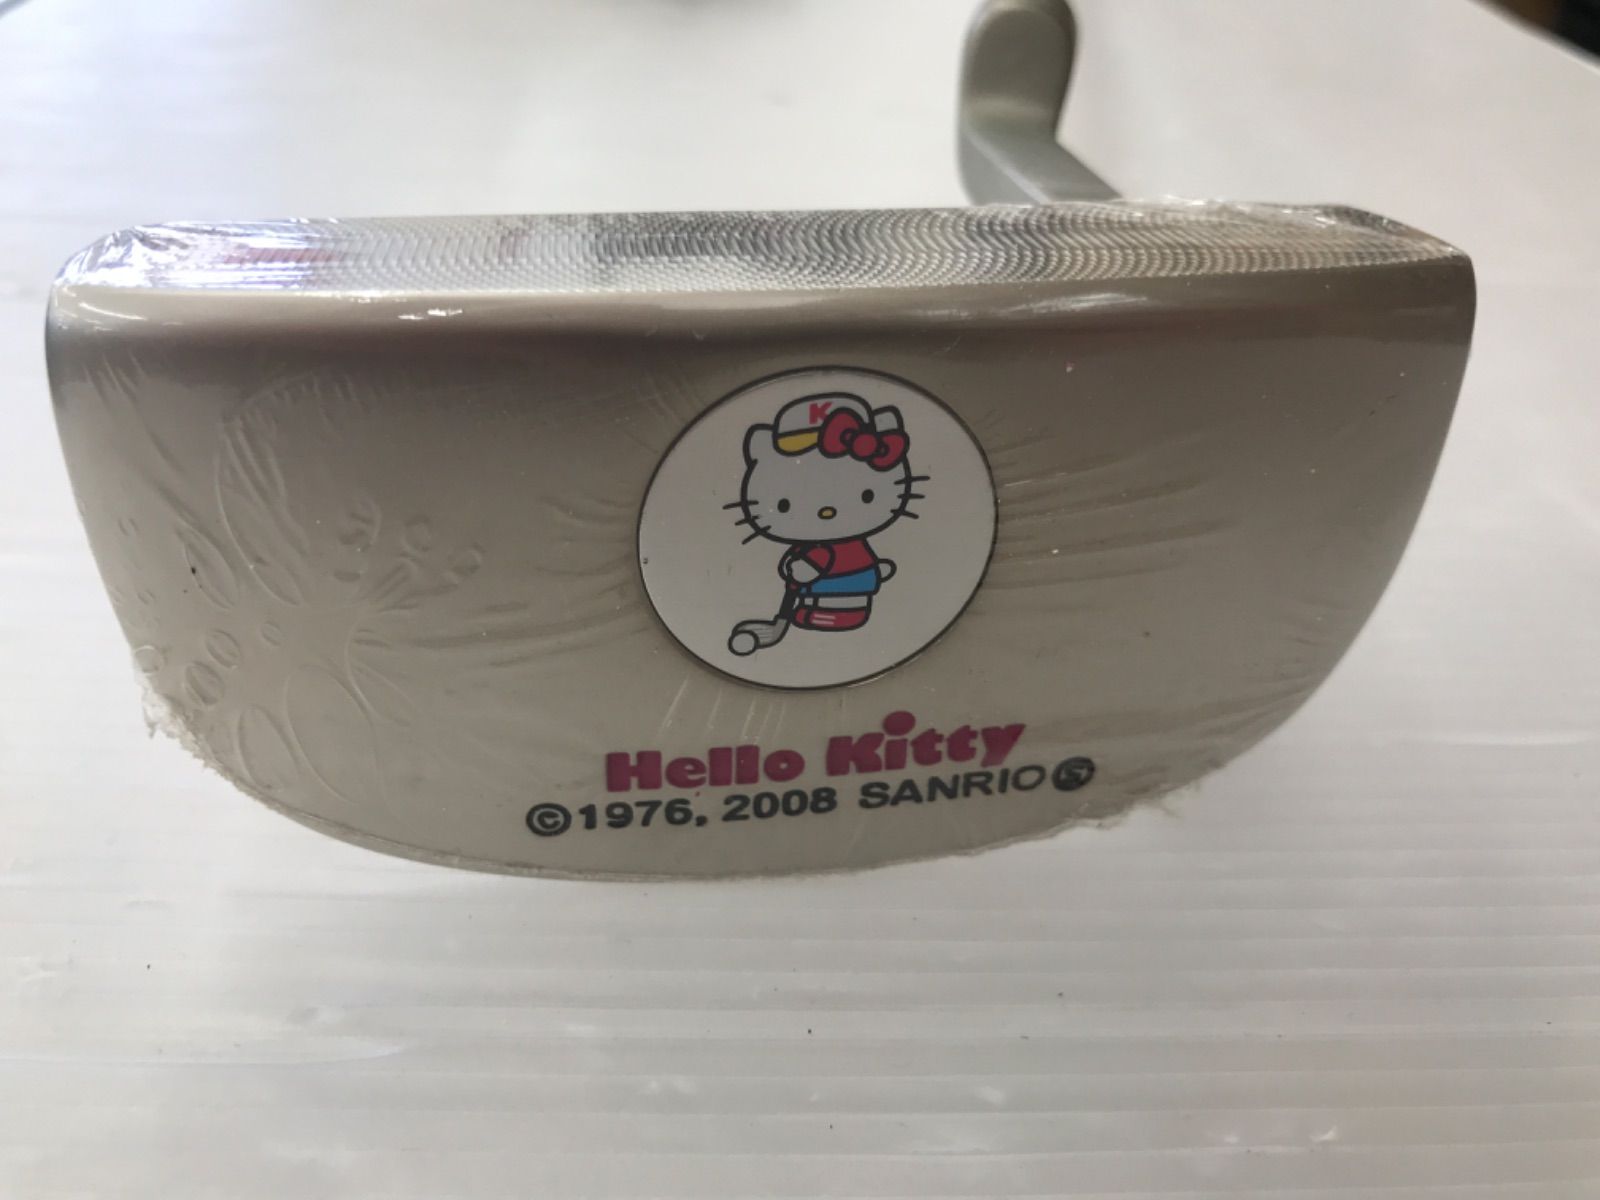 K
Hello Kitty
©1976, 2008 SANRIO Ⓢ